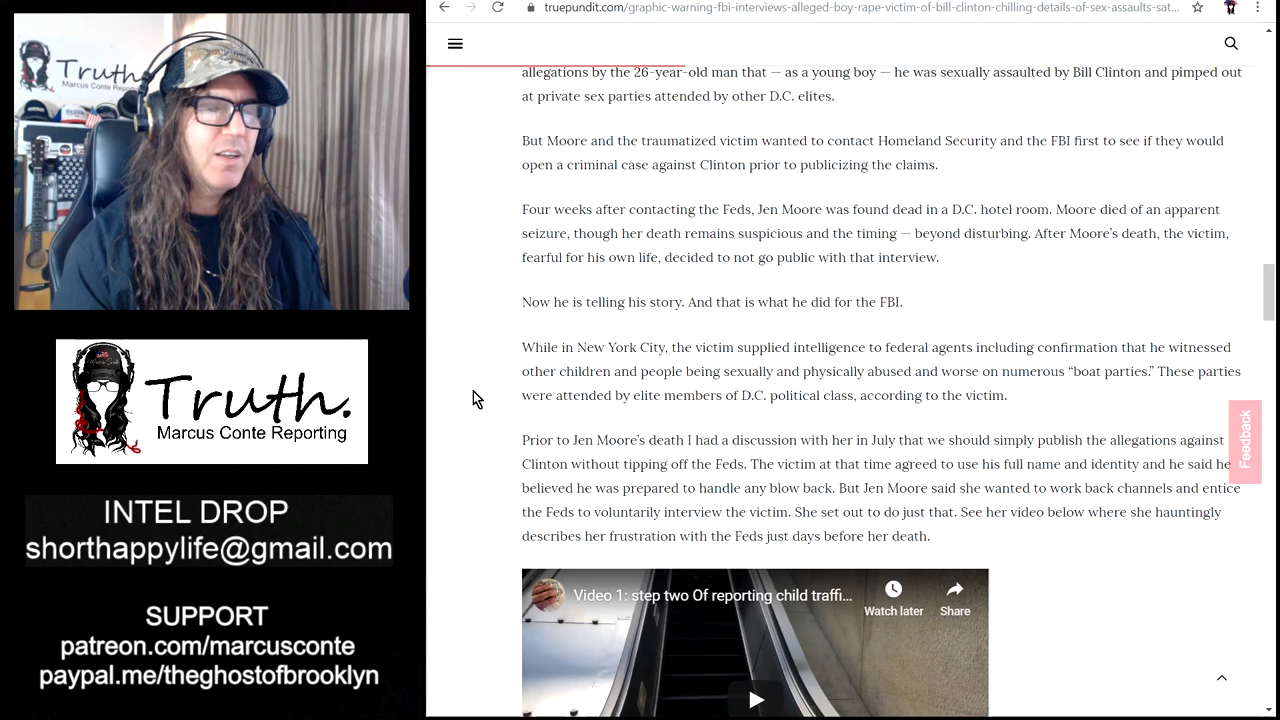 Truth.
Marcus Conte Reporting
Truth.
Marcus Conte Reporting
INTEL DROP
shorthappylife@gmail.com
SUPPORT
patreon.com/marcusconte
paypal.me/theghostofbrooklyn
truepundit.com/graphic-warning-fbi-interviews-alleged-boy-rape-victim-of-bill-clinton-chilling-details-of-sex-assaults-sat...
allegations by the 26-year-old man that — as a young boy — he was sexually assaulted by Bill Clinton and pimped out
at private sex parties attended by other D.C. elites.
But Moore and the traumatized victim wanted to contact Homeland Security and the FBI first to see if they would
open a criminal case against Clinton prior to publicizing the claims.
Four weeks after contacting the Feds, Jen Moore was found dead in a D.C. hotel room. Moore died of an apparent
seizure, though her death remains suspicious and the timing — beyond disturbing. After Moore's death, the victim,
fearful for his own life, decided to not go public with that interview.
Now he is telling his story. And that is what he did for the FBI.
While in New York City, the victim supplied intelligence to federal agents including confirmation that he witnessed
other children and people being sexually and physically abused and worse on numerous “boat parties.” These parties
were attended by elite members of D.C. political class, according to the victim.
Prior to Jen Moore's death I had a discussion with her in July that we should simply publish the allegations against
Clinton without tipping off the Feds. The victim at that time agreed to use his full name and identity and he said he
believed he was prepared to handle any blow back. But Jen Moore said she wanted to work back channels and entice
the Feds to voluntarily interview the victim. She set out to do just that. See her video below where she hauntingly
describes her frustration with the Feds just days before her death.
Feedback
Video 1: step two Of reporting child traffi...
Watch later
Share